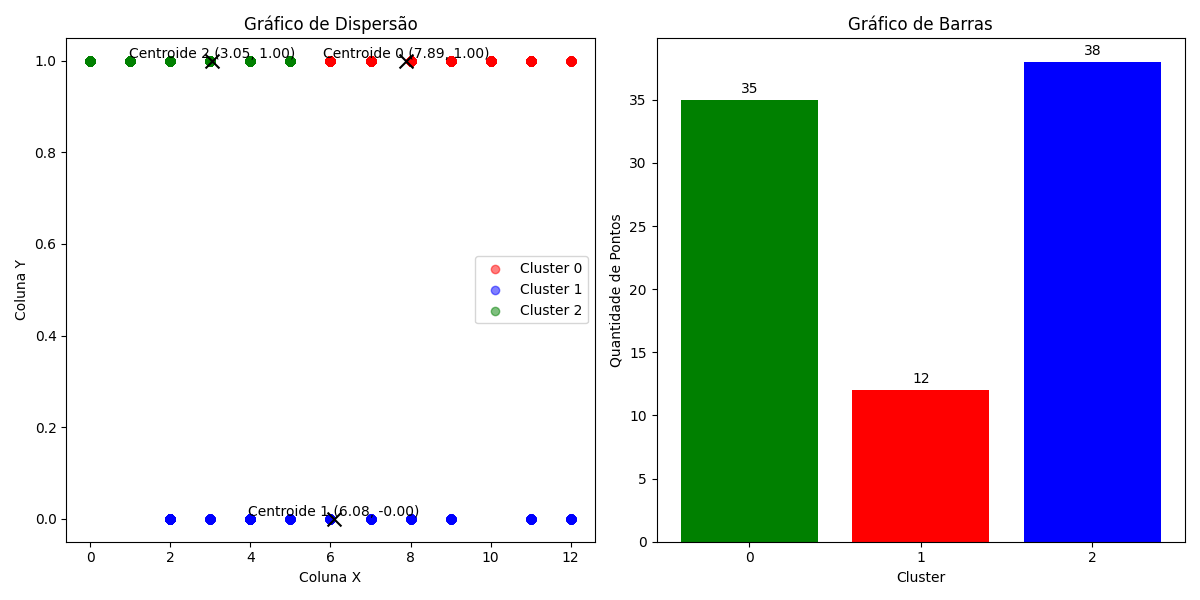 Gráfico de Dispersão
Centroide 2 (3.05, 1.00)
Centroide 0 (7.89, 1.00)
1.0
0.8
0.6
0.4
0.2
0.0
Coluna Y
Cluster 0
Cluster 1
Cluster 2
Centroide 1 (6.08, -0.00)
0 2 4 6 8 10 12
Coluna X
Gráfico de Barras
35
12
38
35
30
25
20
15
10
5
0
Quantidade de Pontos
0 1 2
Cluster